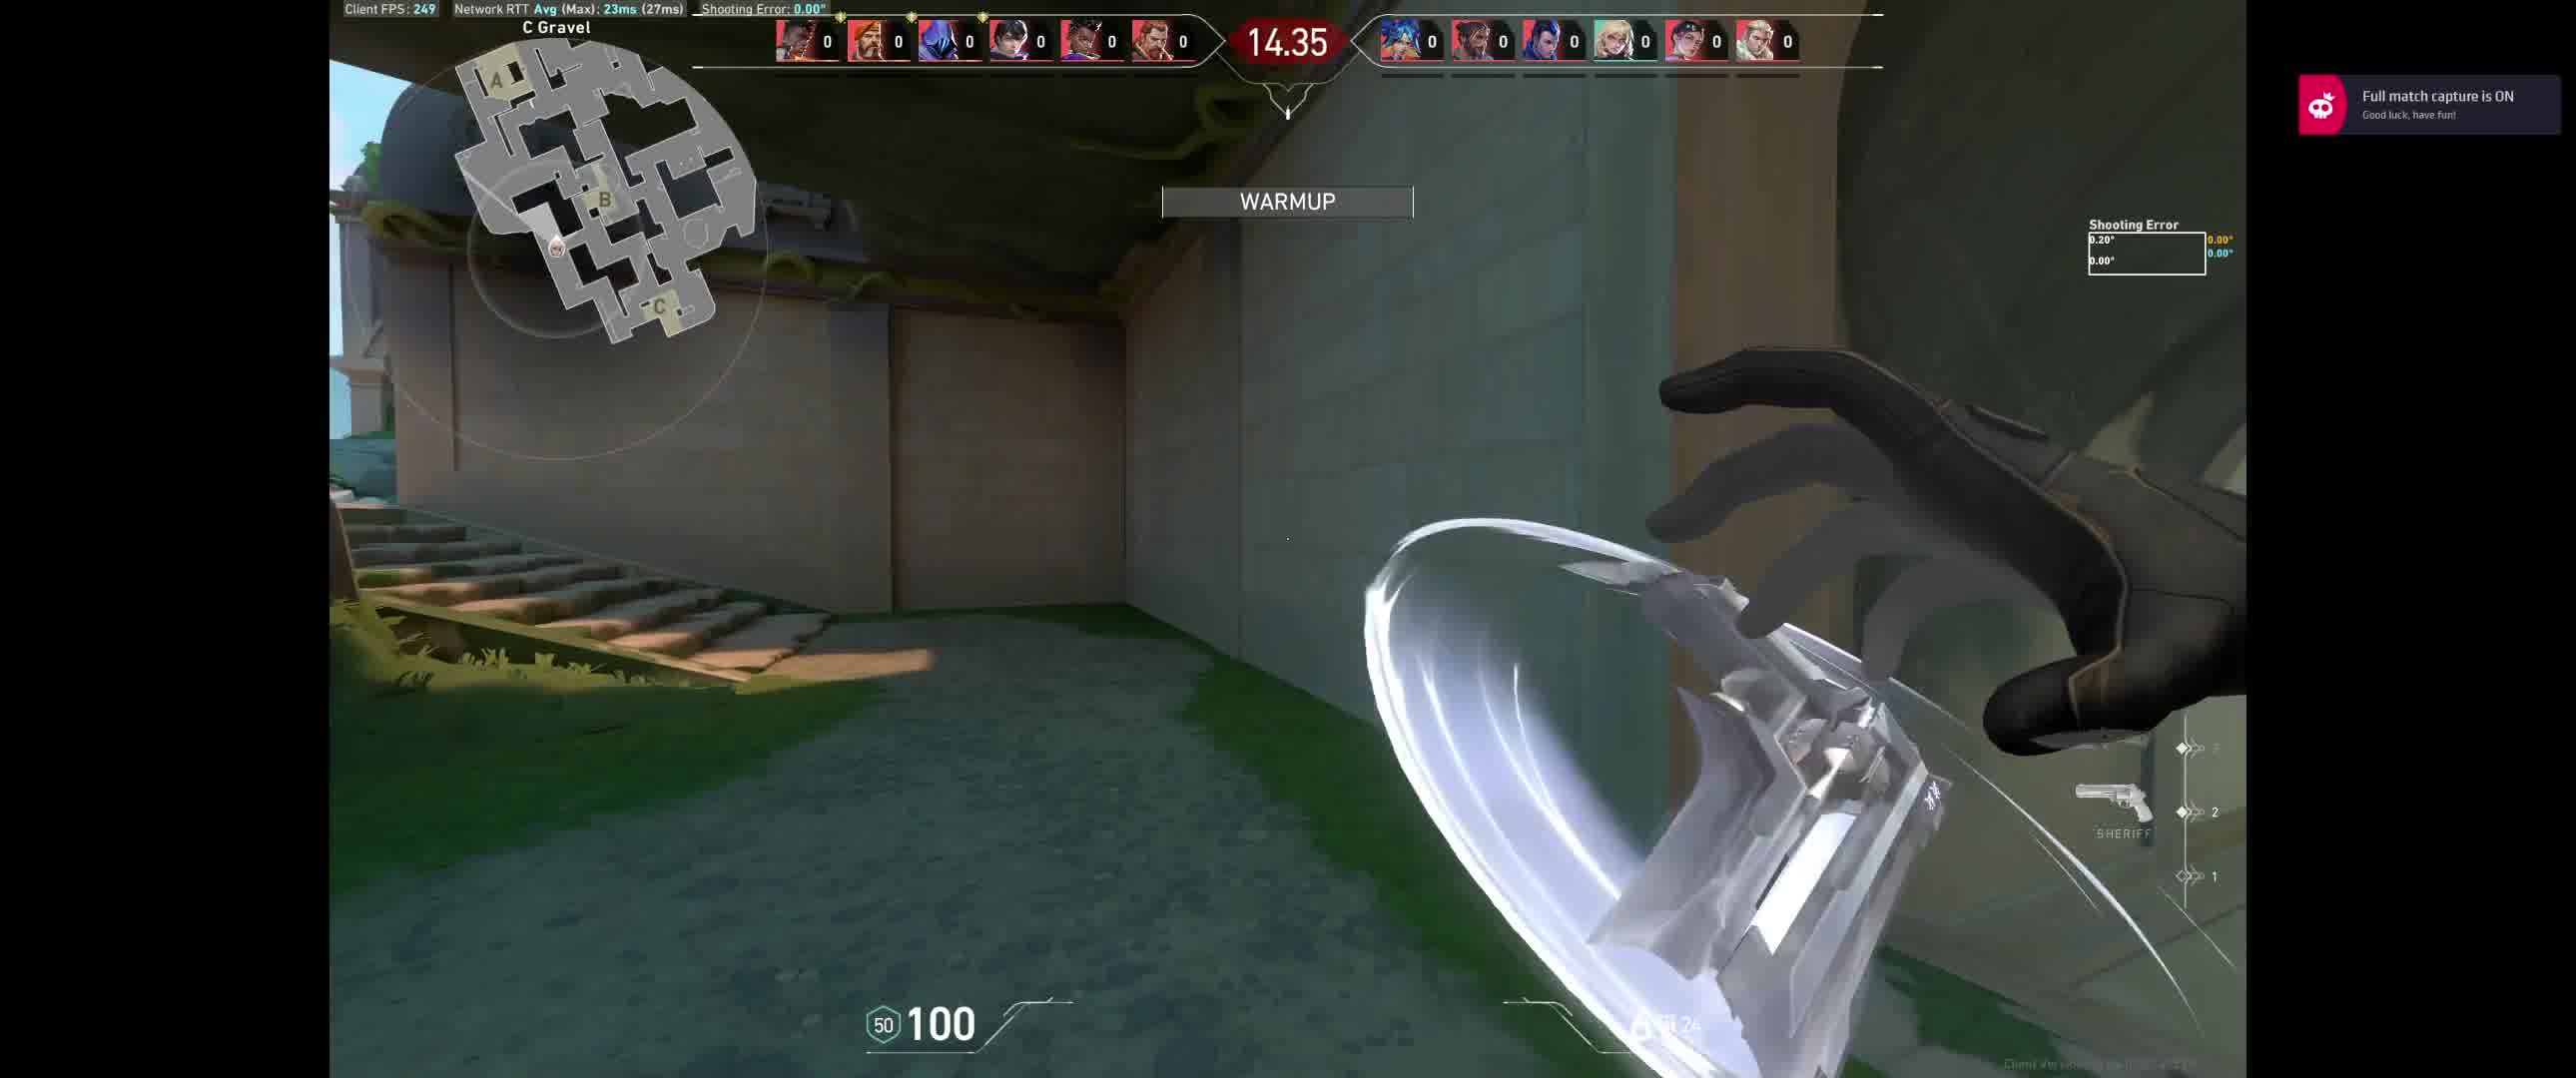 Client FPS: 249 Network RTT Avg (Max): 23ms (27ms) Shooting Error: 0.00°
C Gravel
A
B
C
0 0 0 0 0 0 14.35 0 0 0 0 0 0
Full match capture is ON
Good luck, have fun!
WARMUP
Shooting Error
0.20° 0.00°
0.00°
0.00°
2
SHERIFF
1
50 100
6 24